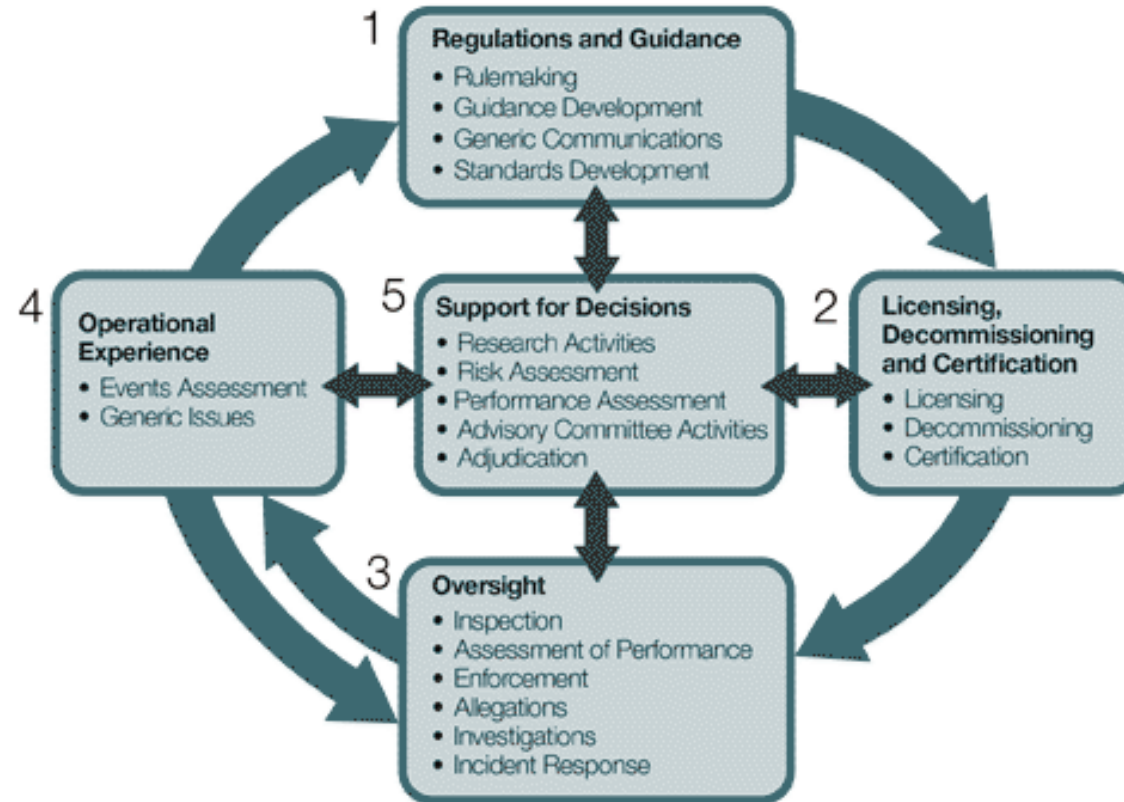 1
Regulations and Guidance
• Rulemaking
• Guidance Development
• Generic Communications
• Standards Development
4
Operational
Experience
• Events Assessment
• Generic Issues
5
Support for Decisions
• Research Activities
• Risk Assessment
• Performance Assessment
• Advisory Committee Activities
• Adjudication
2
Licensing,
Decommissioning
and Certification
• Licensing
• Decommissioning
• Certification
3
Oversight
• Inspection
• Assessment of Performance
• Enforcement
• Allegations
• Investigations
• Incident Response